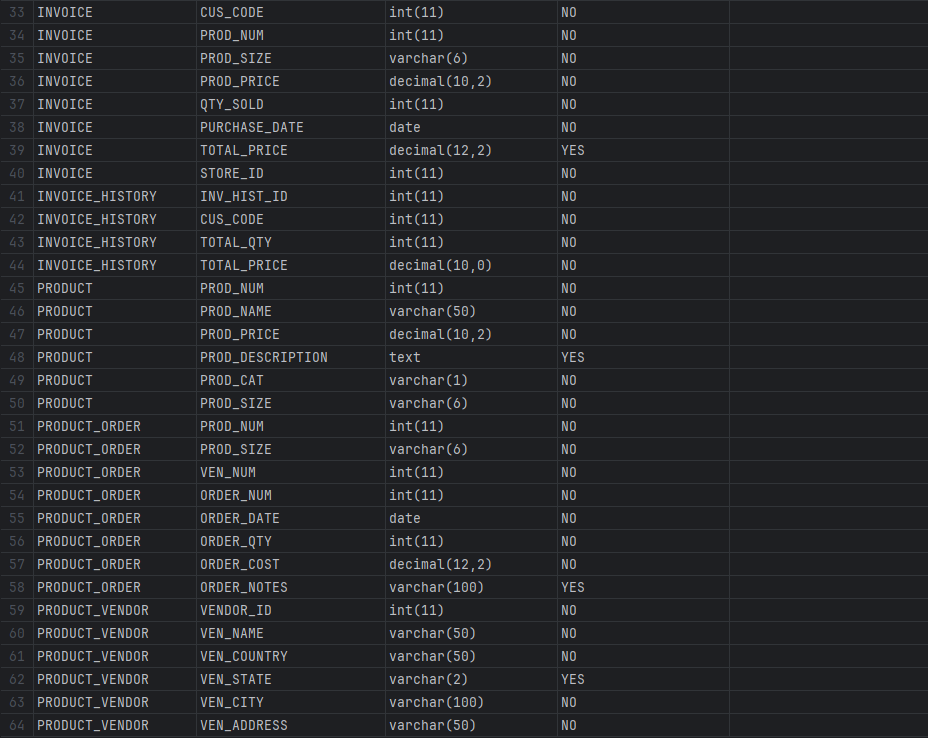 33 INVOICE CUS_CODE int(11) NO
34 INVOICE PROD_NUM int(11) NO
35 INVOICE PROD_SIZE varchar(6) NO
36 INVOICE PROD_PRICE decimal(10,2) NO
37 INVOICE QTY_SOLD int(11) NO
38 INVOICE PURCHASE_DATE date NO
39 INVOICE TOTAL_PRICE decimal(12,2) YES
40 INVOICE STORE_ID int(11) NO
41 INVOICE_HISTORY INV_HIST_ID int(11) NO
42 INVOICE_HISTORY CUS_CODE int(11) NO
43 INVOICE_HISTORY TOTAL_QTY int(11) NO
44 INVOICE_HISTORY TOTAL_PRICE decimal(10,0) NO
45 PRODUCT PROD_NUM int(11) NO
46 PRODUCT PROD_NAME varchar(50) NO
47 PRODUCT PROD_PRICE decimal(10,2) NO
48 PRODUCT PROD_DESCRIPTION text YES
49 PRODUCT PROD_CAT varchar(1) NO
50 PRODUCT PROD_SIZE varchar(6) NO
51 PRODUCT_ORDER PROD_NUM int(11) NO
52 PRODUCT_ORDER PROD_SIZE varchar(6) NO
53 PRODUCT_ORDER VEN_NUM int(11) NO
54 PRODUCT_ORDER ORDER_NUM int(11) NO
55 PRODUCT_ORDER ORDER_DATE date NO
56 PRODUCT_ORDER ORDER_QTY int(11) NO
57 PRODUCT_ORDER ORDER_COST decimal(12,2) NO
58 PRODUCT_ORDER ORDER_NOTES varchar(100) YES
59 PRODUCT_VENDOR VENDOR_ID int(11) NO
60 PRODUCT_VENDOR VEN_NAME varchar(50) NO
61 PRODUCT_VENDOR VEN_COUNTRY varchar(50) NO
62 PRODUCT_VENDOR VEN_STATE varchar(2) YES
63 PRODUCT_VENDOR VEN_CITY varchar(100) NO
64 PRODUCT_VENDOR VEN_ADDRESS varchar(50) NO